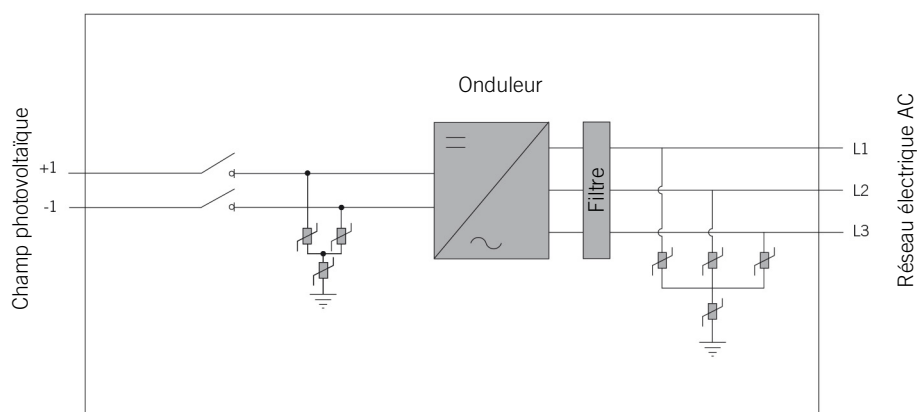 Onduleur
Champ photovoltaïque
+1
-1
Filtre
L1
L2
L3
Réseau électrique AC